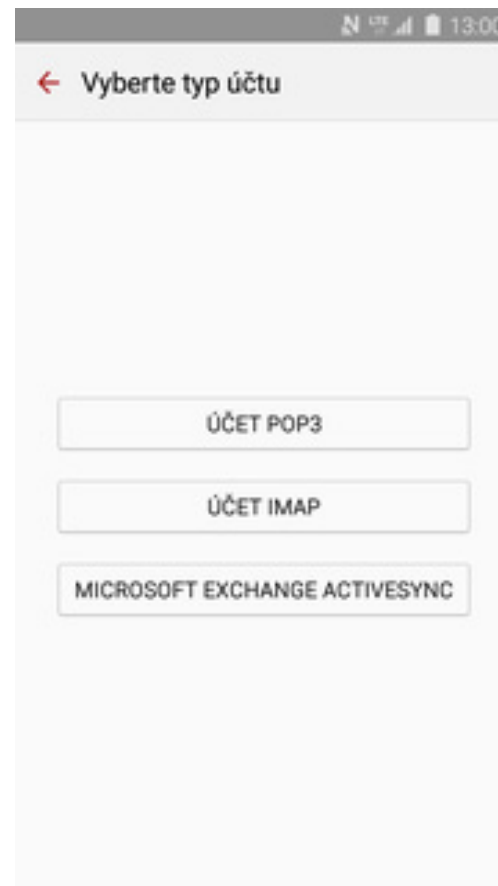 13:00
Vyberte typ účtu
ÚČET POP3
ÚČET IMAP
MICROSOFT EXCHANGE ACTIVESYNC